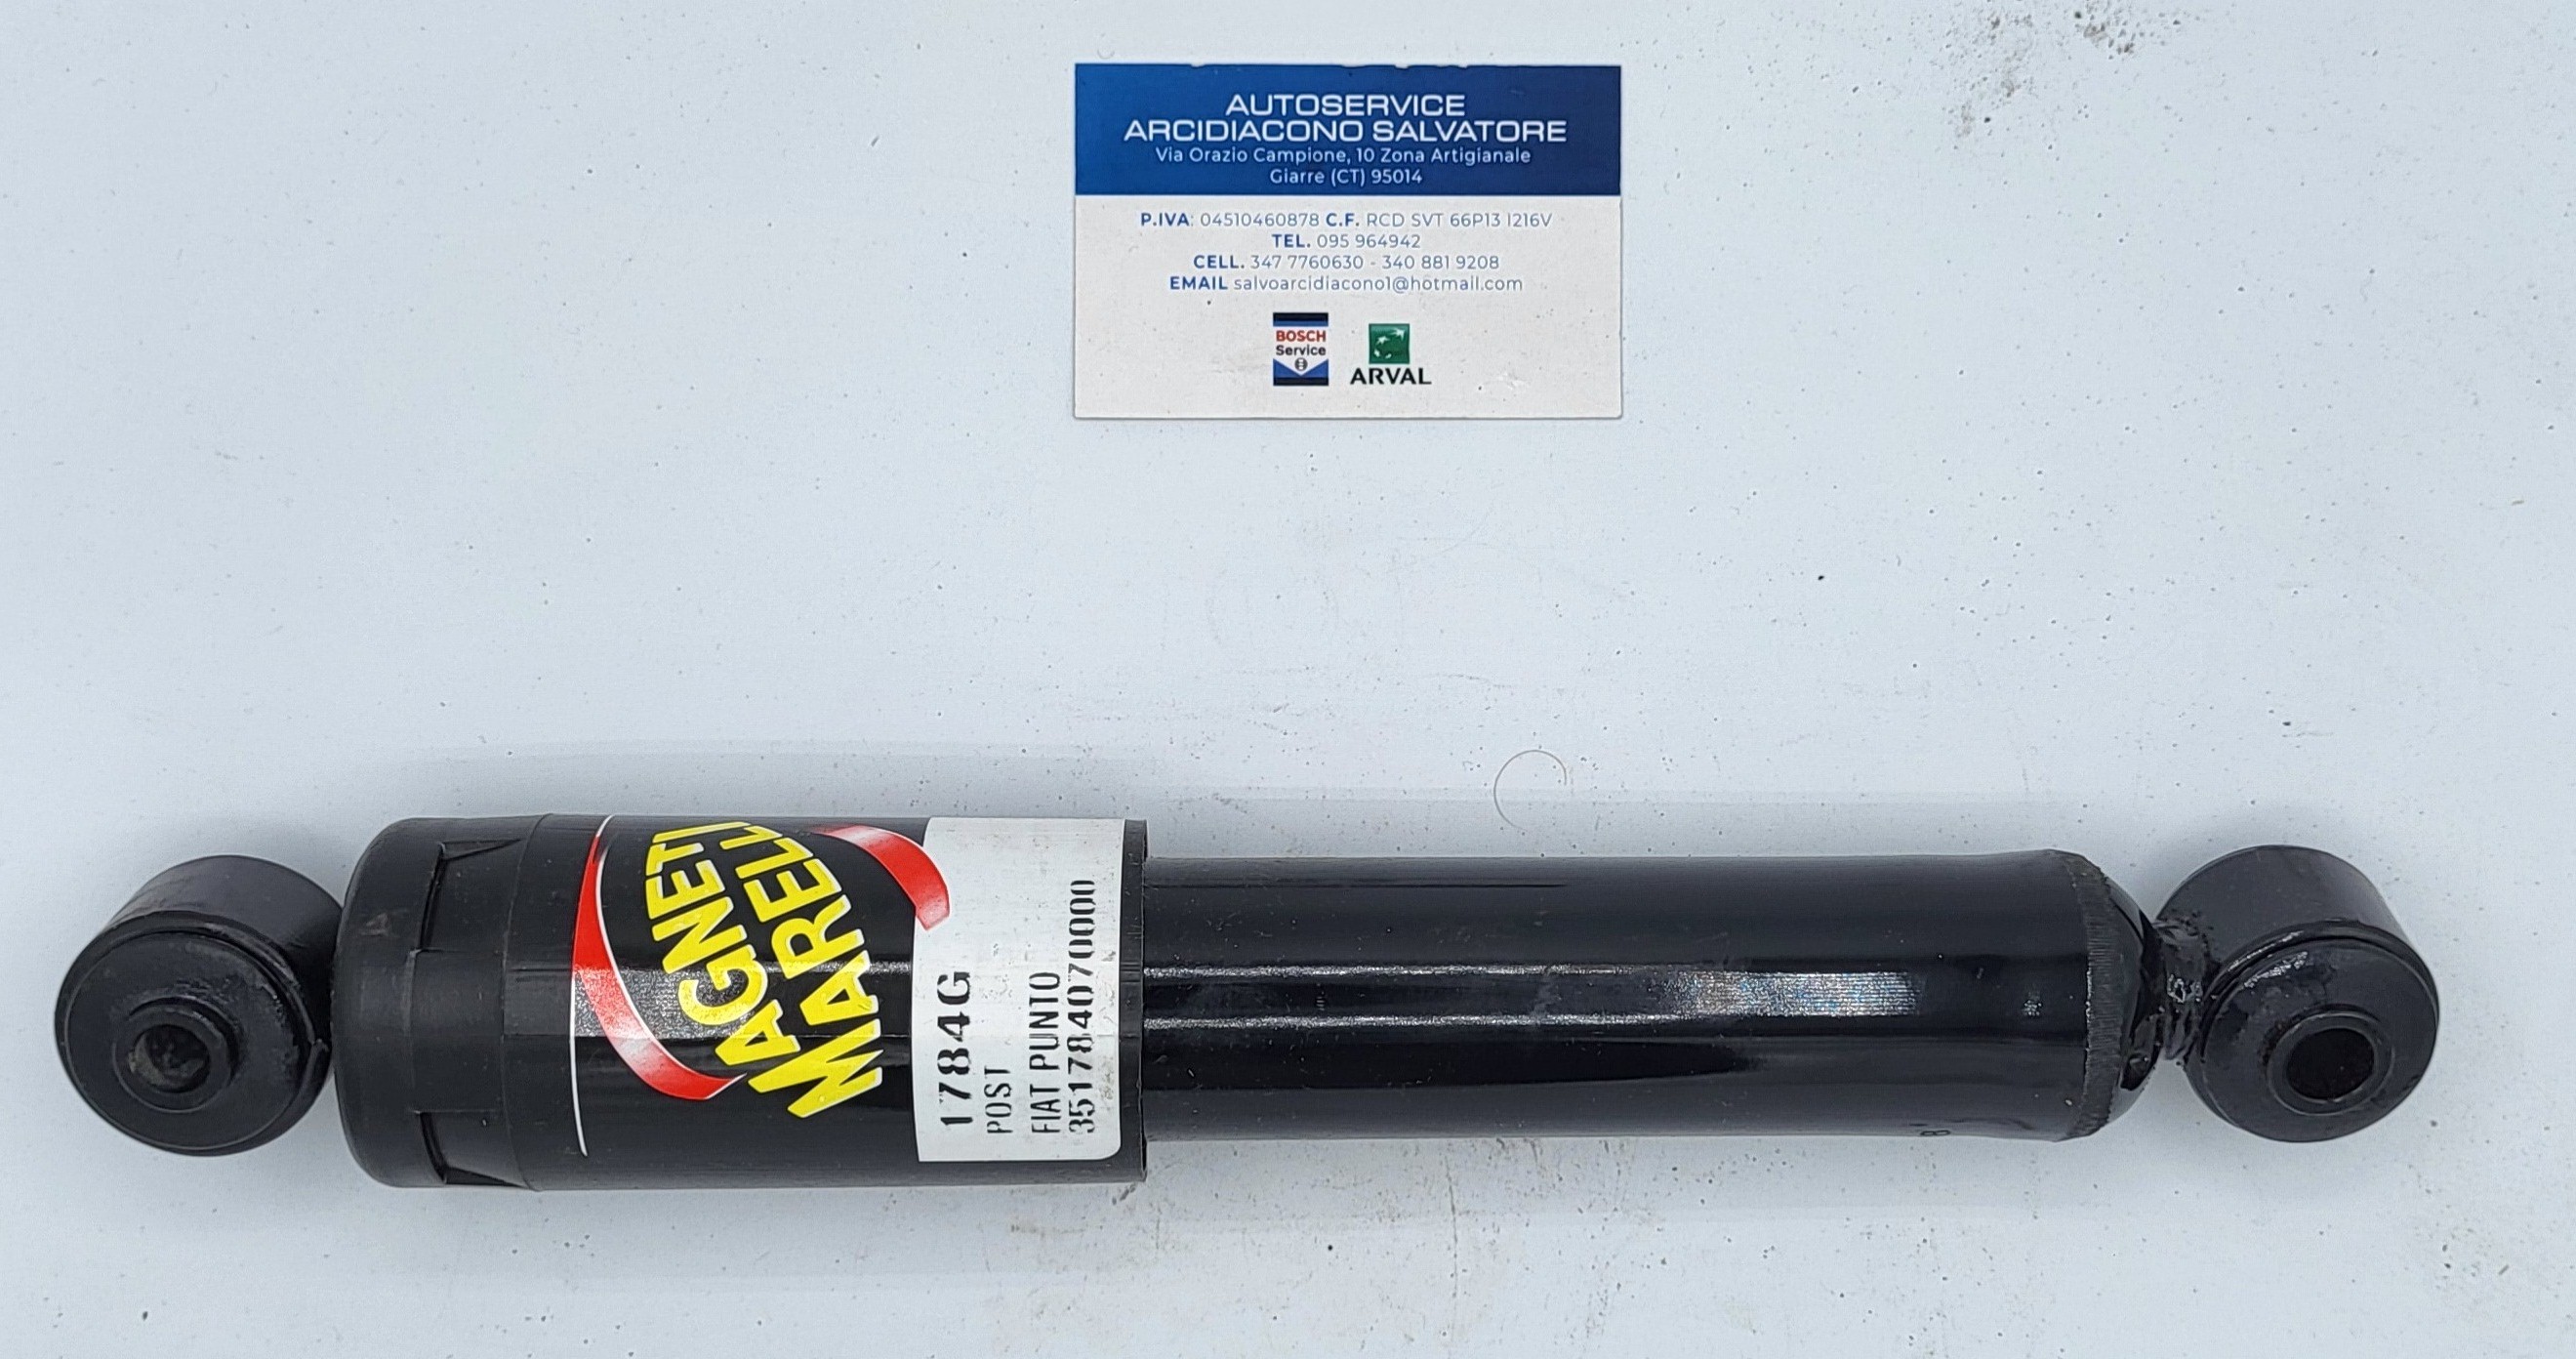 AUTOSERVICE
ARCIDIACONO SALVATORE
Via Orazio Campione, 10 Zona Artigianale
Giarre (CT) 95014
P.IVA: 04510460878 C.F. RCD SVT 66P13 I216V
TEL. 095 964942
CELL. 347 7760630 - 340 881 9208
EMAIL salvoarcidiacono1@hotmail.com
BOSCH
Service
ARVAL
MAGNETI
MARELLI
17844G
POST
FIAT PUNTO
351784070000